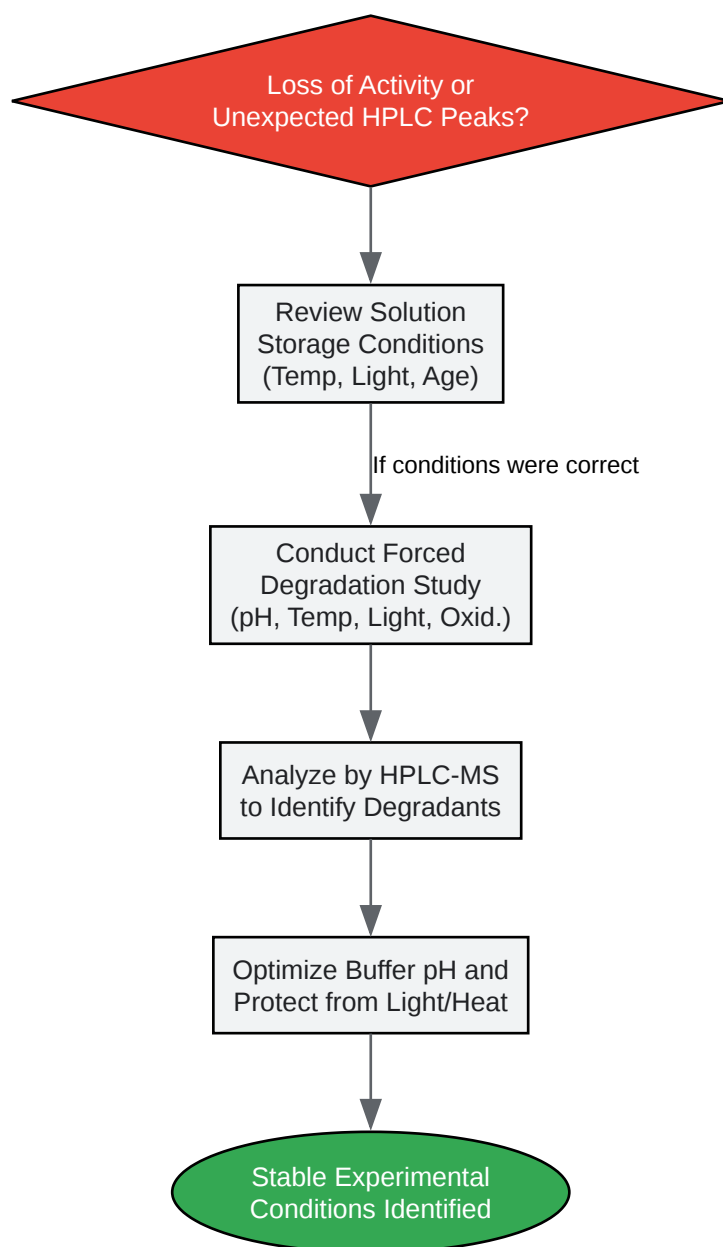 Loss of Activity or
Unexpected HPLC Peaks?
Review Solution
Storage Conditions
(Temp, Light, Age)
If conditions were correct
Conduct Forced
Degradation Study
(pH, Temp, Light, Oxid.)
Analyze by HPLC-MS
to Identify Degradants
Optimize Buffer pH and
Protect from Light/Heat
Stable Experimental
Conditions Identified